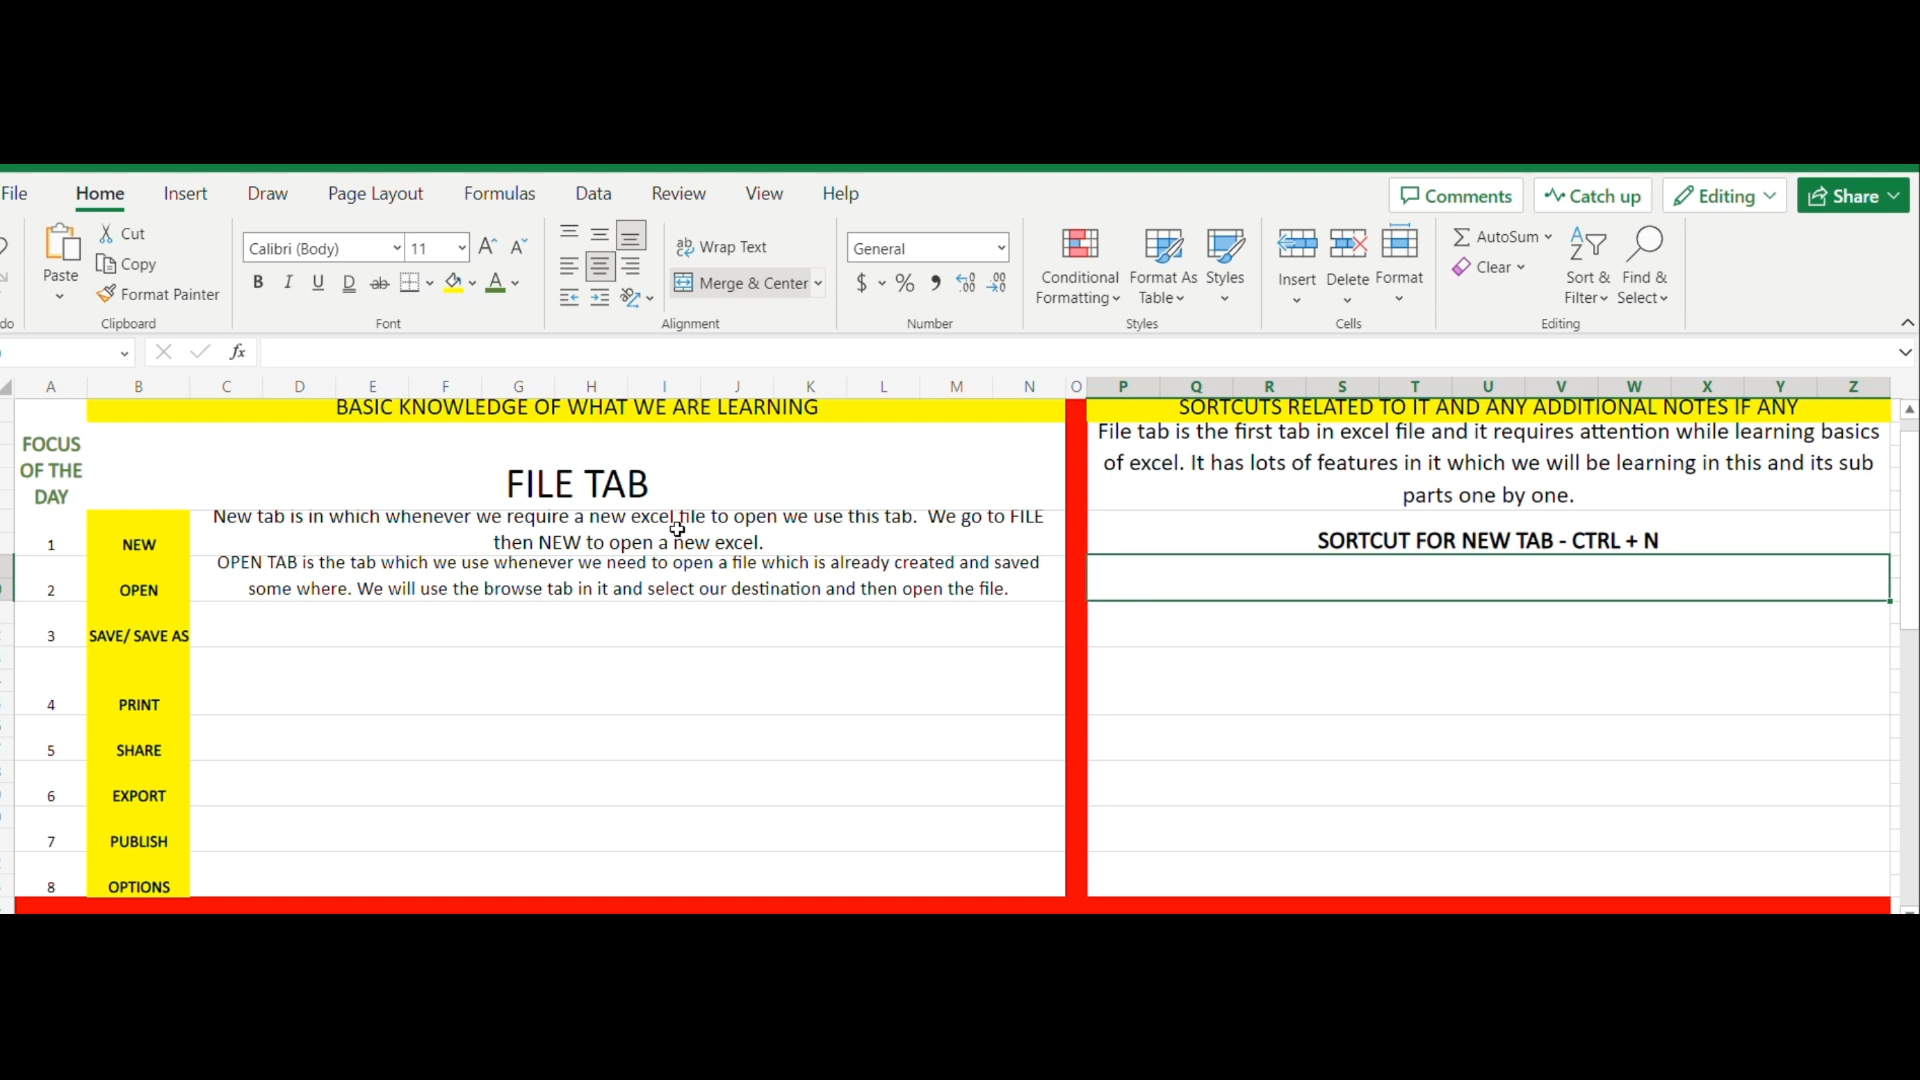 File Home Insert Draw Page Layout Formulas Data Review View Help Comments Catch up Editing Share
Cut
Copy
Format Painter
Paste
Clipboard
Calibri (Body) 11
B I U D ab
Font
Wrap Text
Merge & Center
Alignment
General
$ % 
Number
Conditional Formatting
Format As Table
Styles
Styles
Insert Delete Format
Cells
AutoSum
Clear
Sort & Filter
Find & Select
Editing
fx
A B C D E F G H I J K L M N O P Q R S T U V W X Y Z
BASIC KNOWLEDGE OF WHAT WE ARE LEARNING
SORTCUTS RELATED TO IT AND ANY ADDITIONAL NOTES IF ANY
FOCUS
OF THE
DAY
FILE TAB
File tab is the first tab in excel file and it requires attention while learning basics
of excel. It has lots of features in it which we will be learning in this and its sub
parts one by one.
1 NEW
New tab is in which whenever we require a new excel file to open we use this tab. We go to FILE
then NEW to open a new excel.
SORTCUT FOR NEW TAB - CTRL + N
2 OPEN
OPEN TAB is the tab which we use whenever we need to open a file which is already created and saved
some where. We will use the browse tab in it and select our destination and then open the file.
3 SAVE/ SAVE AS
4 PRINT
5 SHARE
6 EXPORT
7 PUBLISH
8 OPTIONS